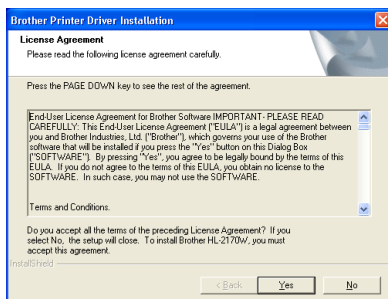 Brother Printer Driver Installation
License Agreement
Please read the following license agreement carefully.
Press the PAGE DOWN key to see the rest of the agreement.
End-User License Agreement for Brother Software IMPORTANT- PLEASE READ
CAREFULLY: This End-User License Agreement ("EULA") is a legal agreement between
you and Brother Industries, Ltd. ("Brother"), which governs your use of the Brother
software that will be installed if you press the "Yes" button on this Dialog Box
("SOFTWARE"). By pressing "Yes", you agree to be legally bound by the terms of this
EULA. If you do not agree to the terms of this EULA, you obtain no license to the
SOFTWARE. In such case, you may not use the SOFTWARE.
Terms and Conditions.
Do you accept all the terms of the preceding License Agreement? If you
select No, the setup will close. To install Brother HL-2170W, you must
accept this agreement.
InstallShield
< Back
Yes
No